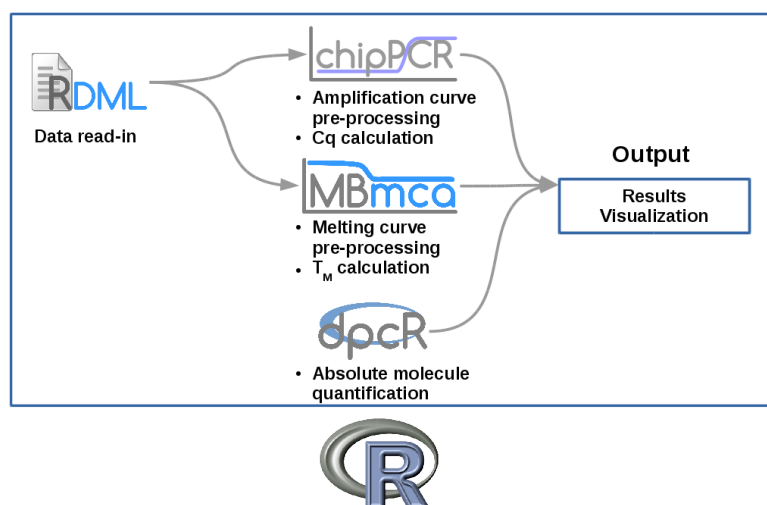 RDML
Data read-in
chipPCR
• Amplification curve
pre-processing
• Cq calculation
MBmca
• Melting curve
pre-processing
• TM calculation
dpcR
• Absolute molecule
quantification
Output
Results
Visualization
R